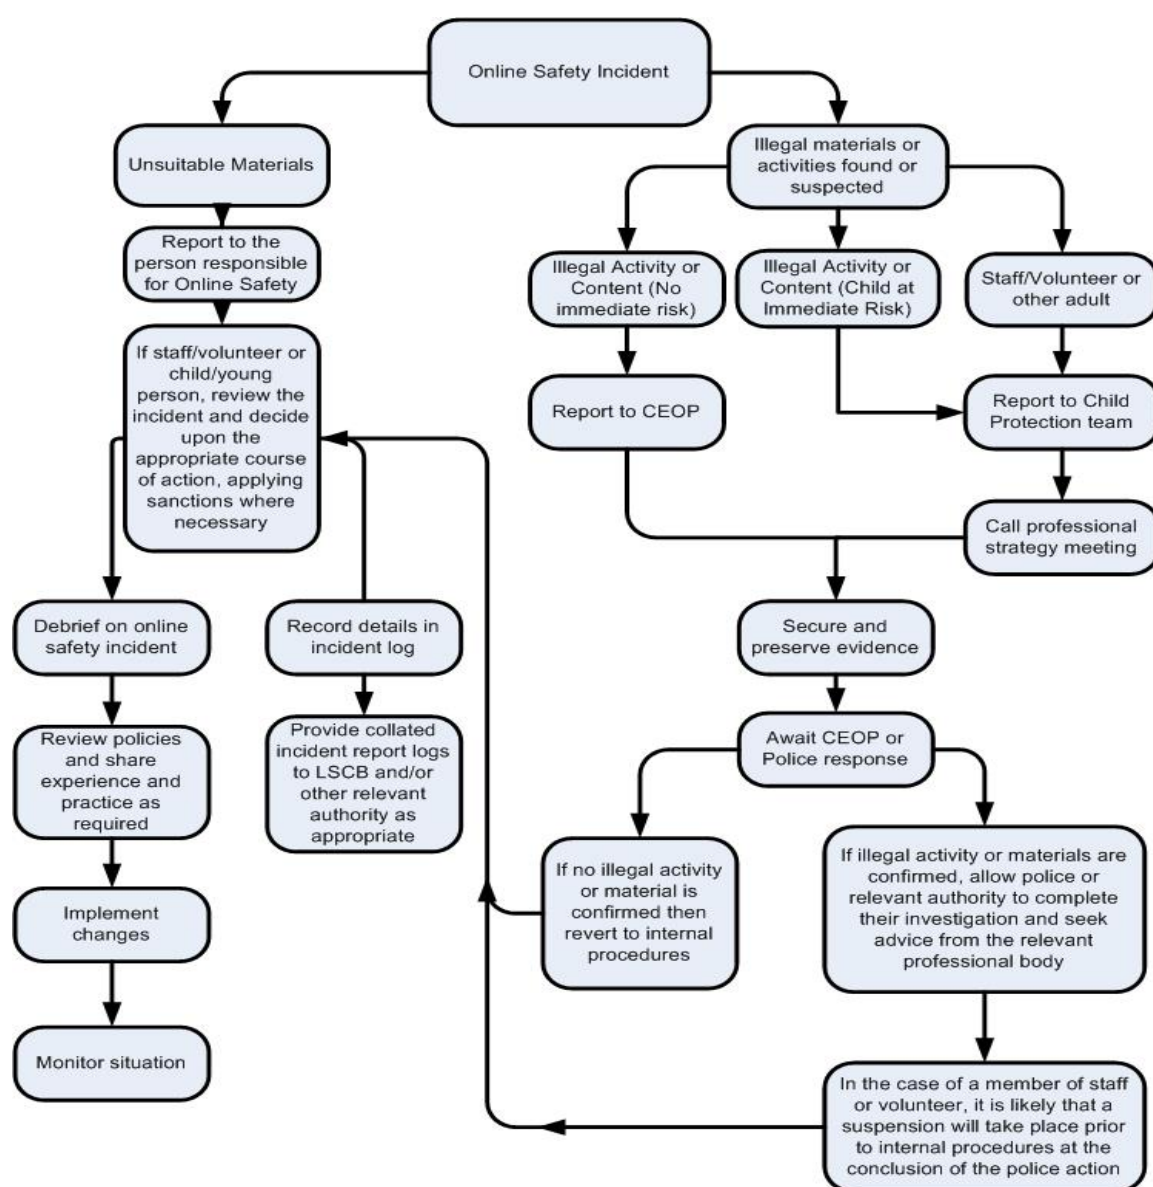 Online Safety Incident
Unsuitable Materials
Illegal materials or
activities found or
suspected
Report to the
person responsible
for Online Safety
Illegal Activity or
Content (No
immediate risk)
Illegal Activity or
Content (Child at
Immediate Risk)
Staff/Volunteer or
other adult
If staff/volunteer or
child/young
person, review the
incident and decide
upon the
appropriate course
of action, applying
sanctions where
necessary
Report to CEOP
Report to Child
Protection team
Call professional
strategy meeting
Debrief on online
safety incident
Record details in
incident log
Secure and
preserve evidence
Review policies
and share
experience and
practice as
required
Provide collated
incident report logs
to LSCB and/or
other relevant
authority as
appropriate
Await CEOP or
Police response
If no illegal activity
or material is
confirmed then
revert to internal
procedures
If illegal activity or materials are
confirmed, allow police or
relevant authority to complete
their investigation and seek
advice from the relevant
professional body
Implement
changes
Monitor situation
In the case of a member of staff
or volunteer, it is likely that a
suspension will take place prior
to internal procedures at the
conclusion of the police action